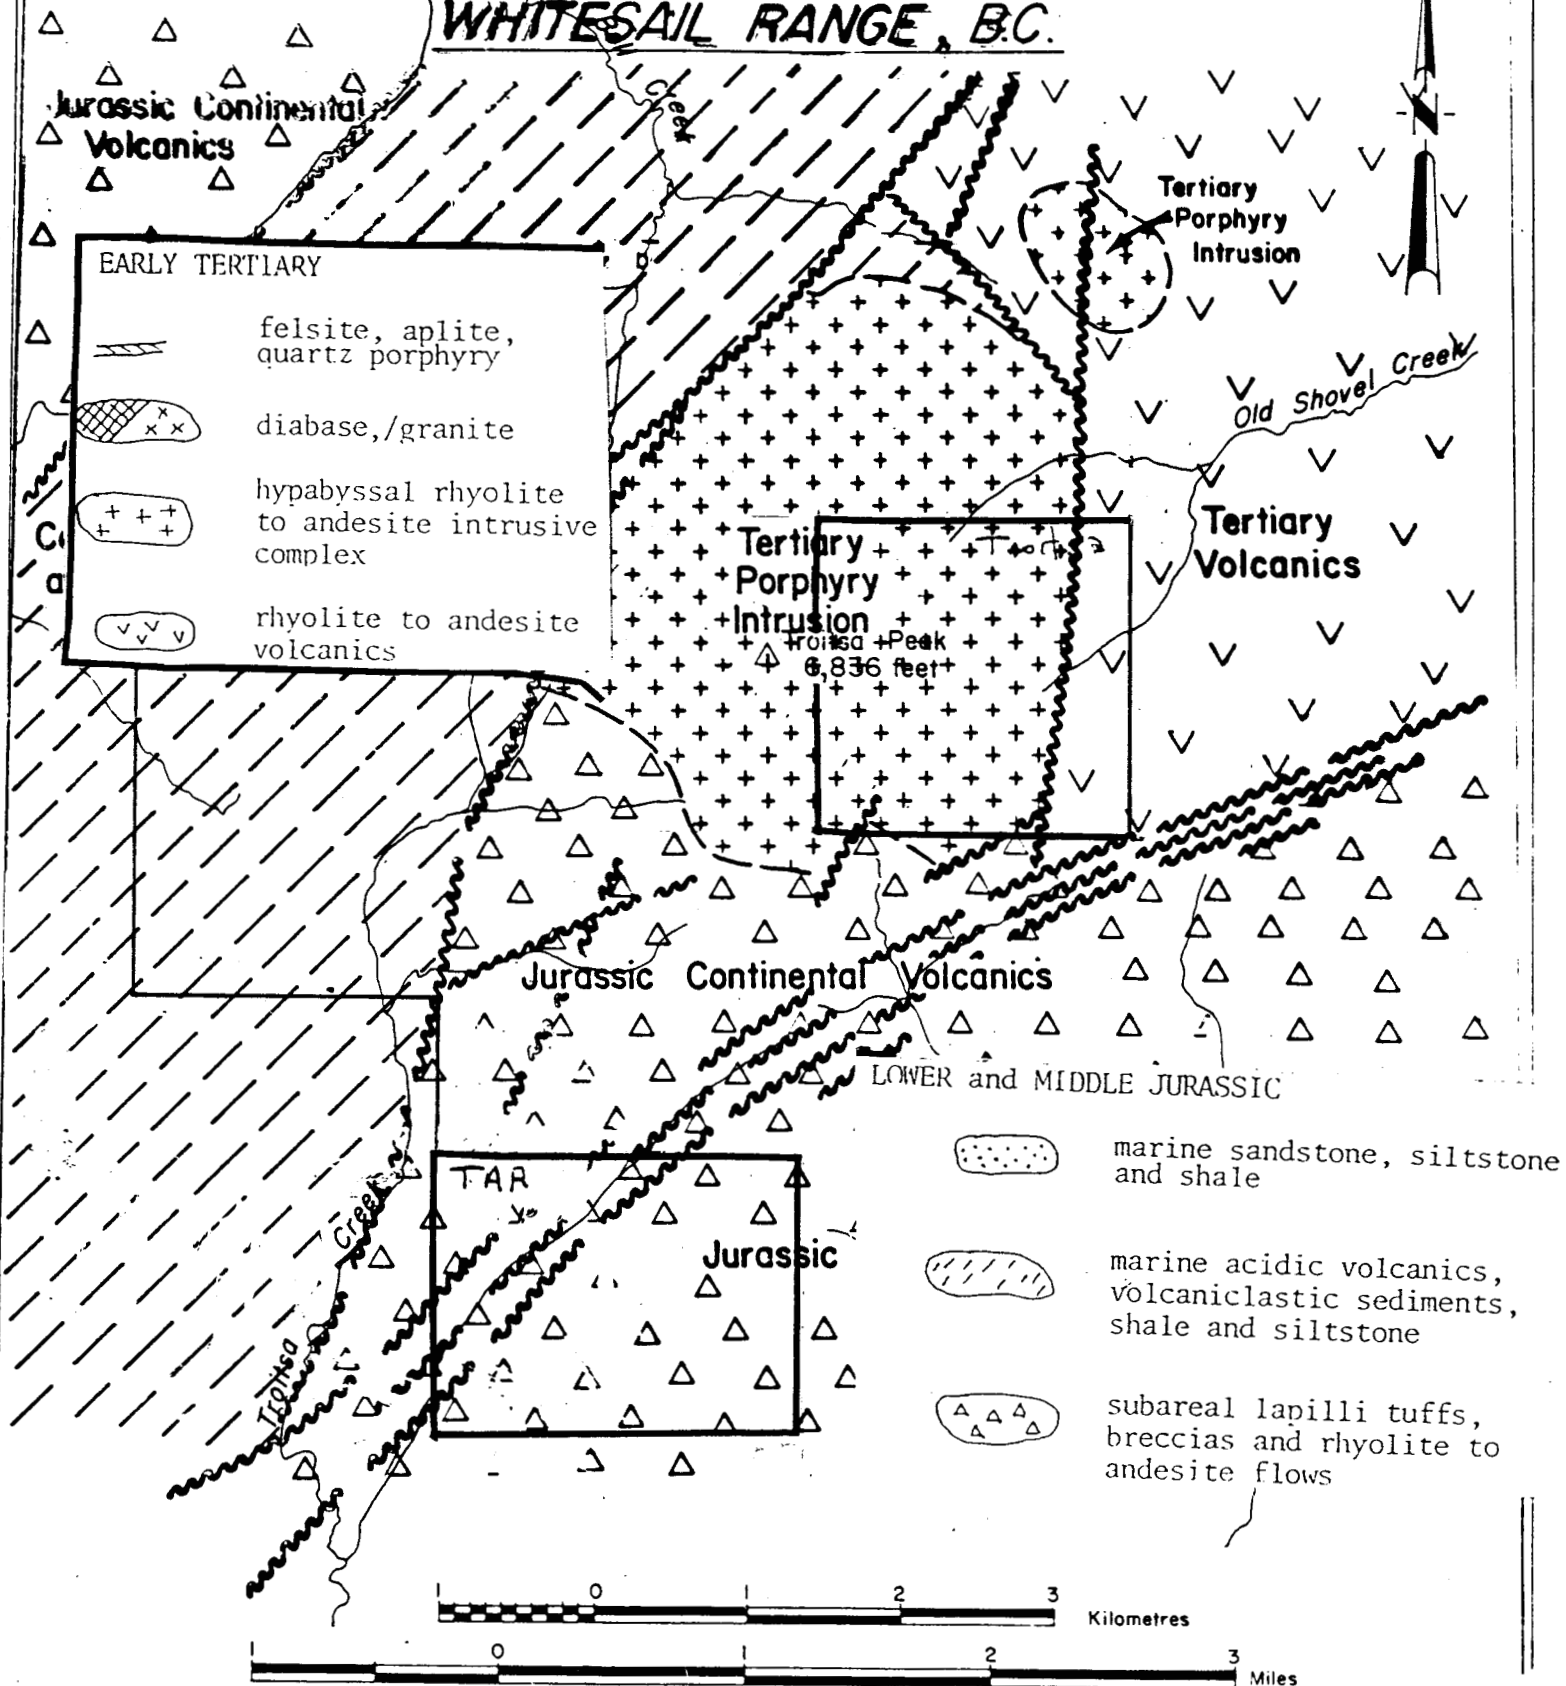 WHITESAIL RANGE, B.C.
Creek
Jurassic Continental
Volcanics
N
Tertiary
Porphyry
Intrusion
EARLY TERTIARY
felsite, aplite,
quartz porphyry
diabase,/granite
hypabyssal rhyolite
to andesite intrusive
complex
rhyolite to andesite
volcanics
Old Shovel Creek
Tertiary
Volcanics
Tertiary
Porphyry
Intrusion
Troitsa Peak
6,836 feet
Jurassic Continental Volcanics
LOWER and MIDDLE JURASSIC
marine sandstone, siltstone
and shale
TAR
Jurassic
marine acidic volcanics,
volcaniclastic sediments,
shale and siltstone
Troitsa Creek
subareal lapilli tuffs,
breccias and rhyolite to
andesite flows
1 0 1 2 3
Kilometres
1 0 1 2 3
Miles